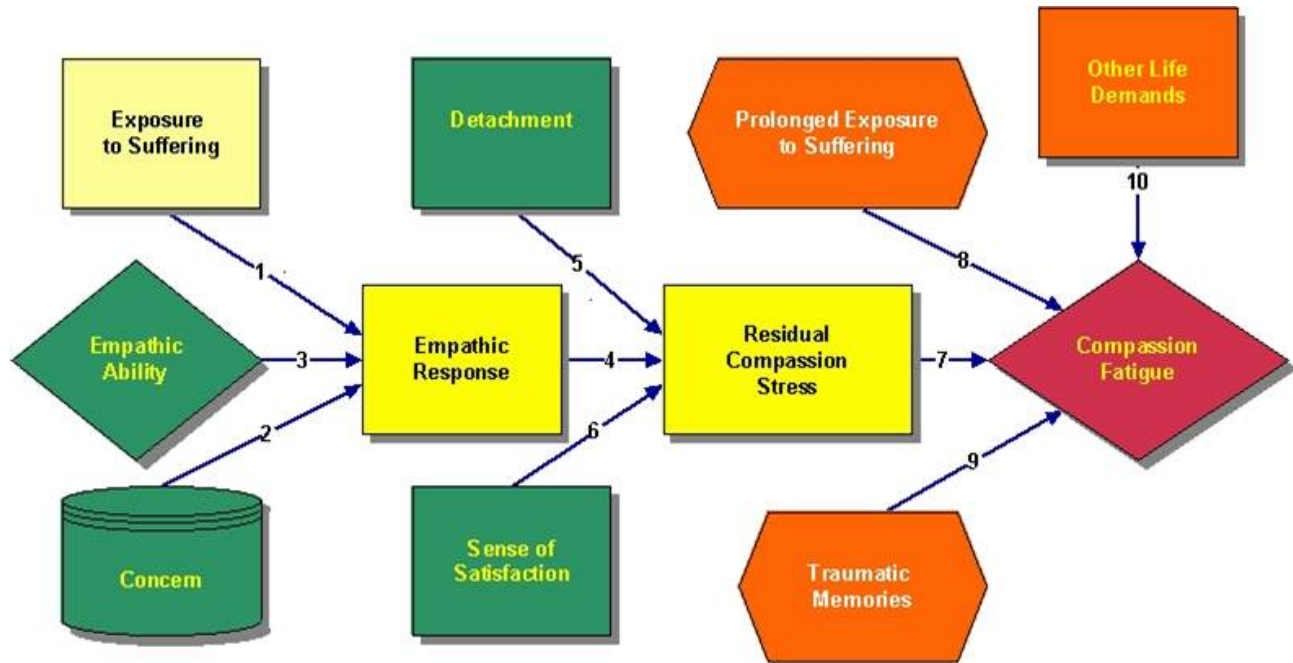 Exposure
to Suffering
Detachment
Prolonged Exposure
to Suffering
Other Life
Demands
10
1
5
8
Empathic
Ability
3
Empathic
Response
4
Residual
Compassion
Stress
7
Compassion
Fatigue
2
6
9
Concern
Sense of
Satisfaction
Traumatic
Memories